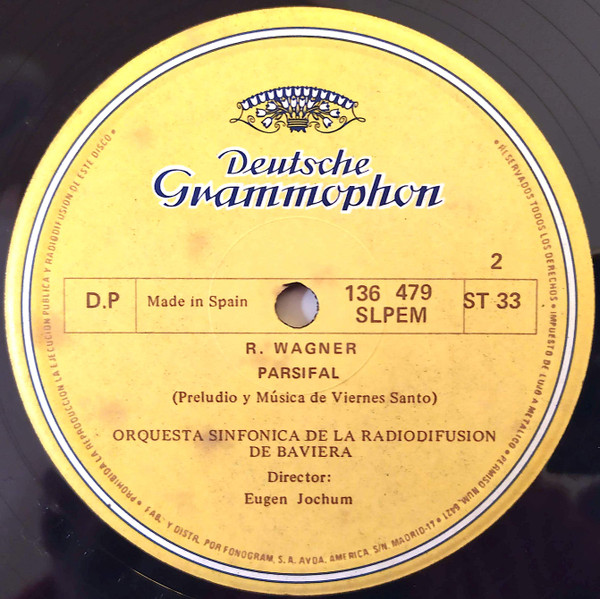 Deutsche
Grammophon
2
D.P
Made in Spain
136 479
SLPEM
ST 33
R. WAGNER
PARSIFAL
(Preludio y Música de Viernes Santo)
ORQUESTA SINFONICA DE LA RADIODIFUSION
DE BAVIERA
Director:
Eugen Jochum
• RESERVADOS TODOS LOS DERECHOS • IMPUESTO DE LUJO A METALICO • PERMISO NUM. 6421
• PROHIBIDA LA REPRODUCCION LA EJECUCION PUBLICA Y RADIODIFUSION DE ESTE DISCO •
• FAB. Y DISTR. POR FONOGRAM, S.A. AVDA. AMERICA, S/N. MADRID-17 •